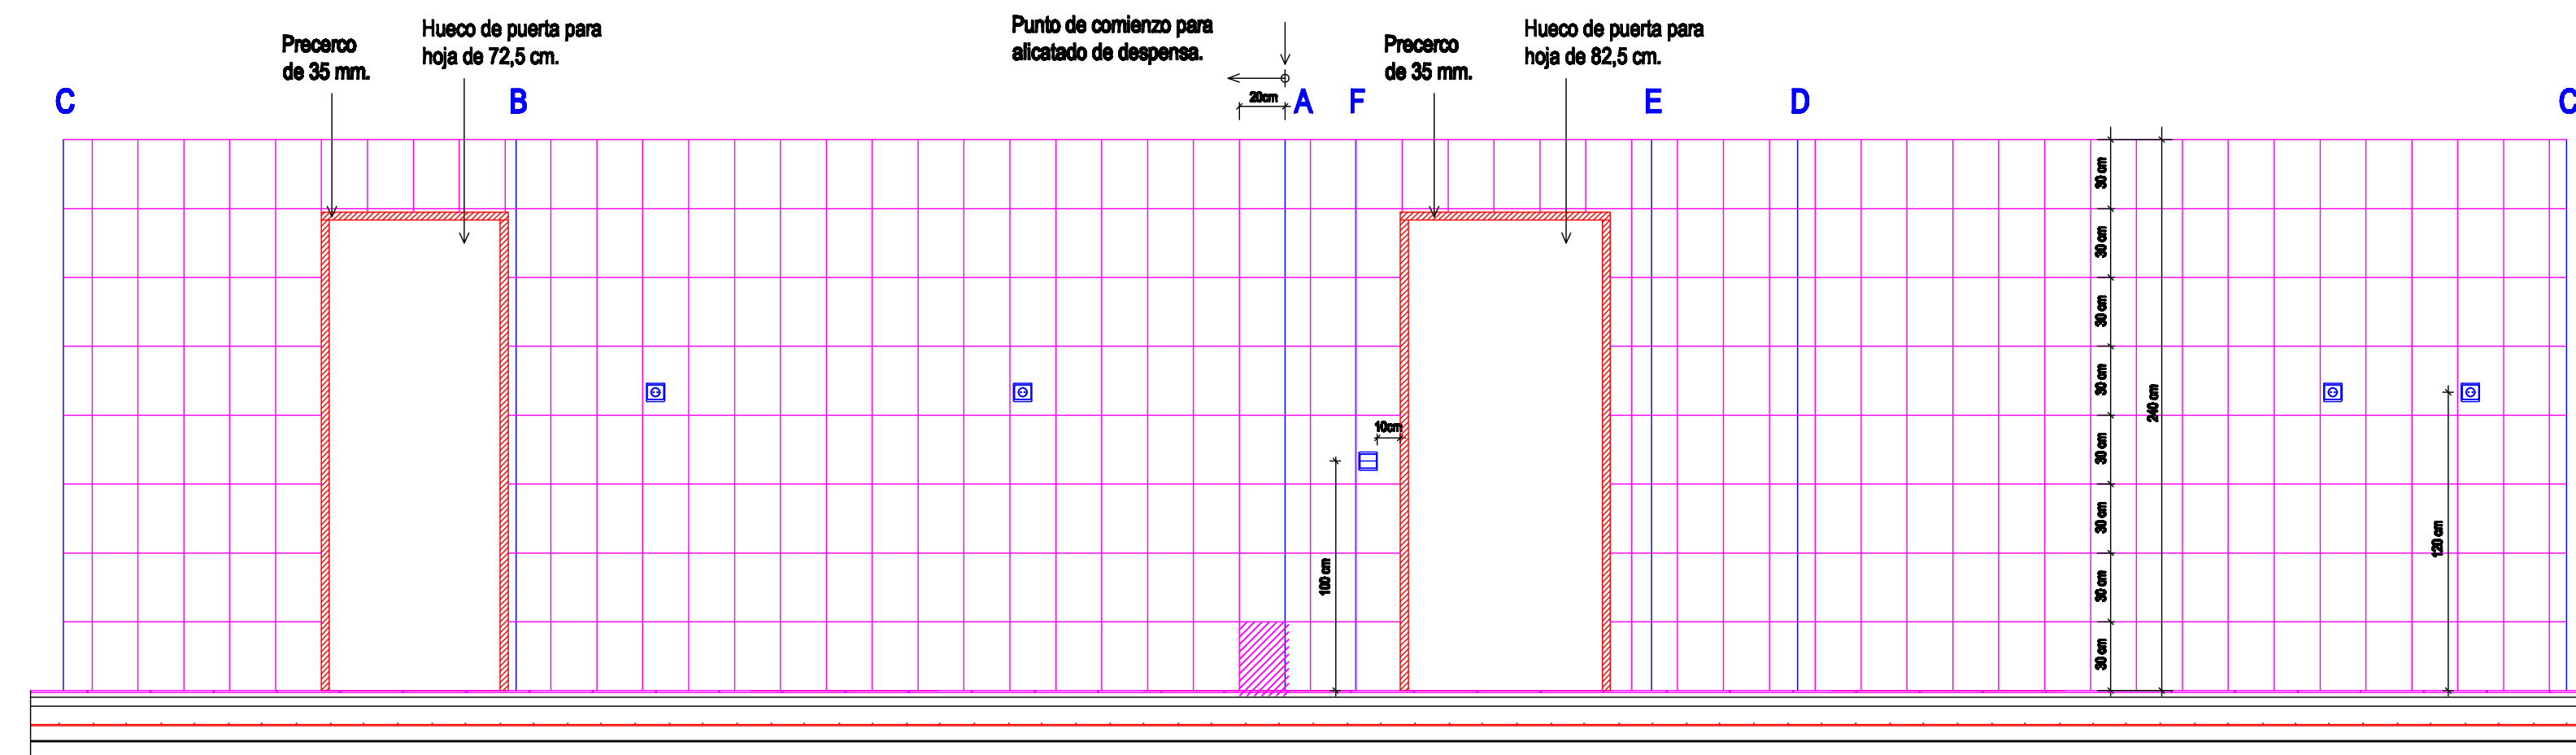 Precerco
de 35 mm.
Hueco de puerta para
hoja de 72,5 cm.
Punto de comienzo para
alicatado de despensa.
Precerco
de 35 mm.
Hueco de puerta para
hoja de 82,5 cm.
C
B
20cm
A
F
E
D
C
30 cm
30 cm
30 cm
30 cm
30 cm
30 cm
30 cm
30 cm
240 cm
10cm
100 cm
120 cm